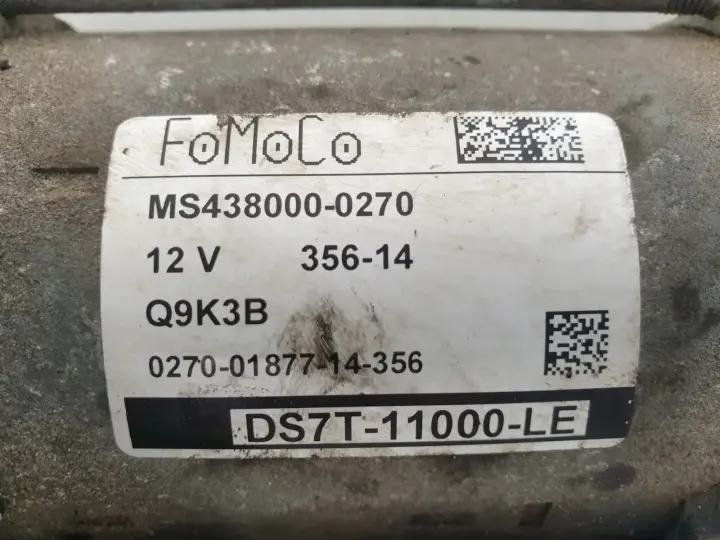 FoMoCo
MS438000-0270
12 V 356-14
Q9K3B
0270-01877-14-356
DS7T-11000-LE